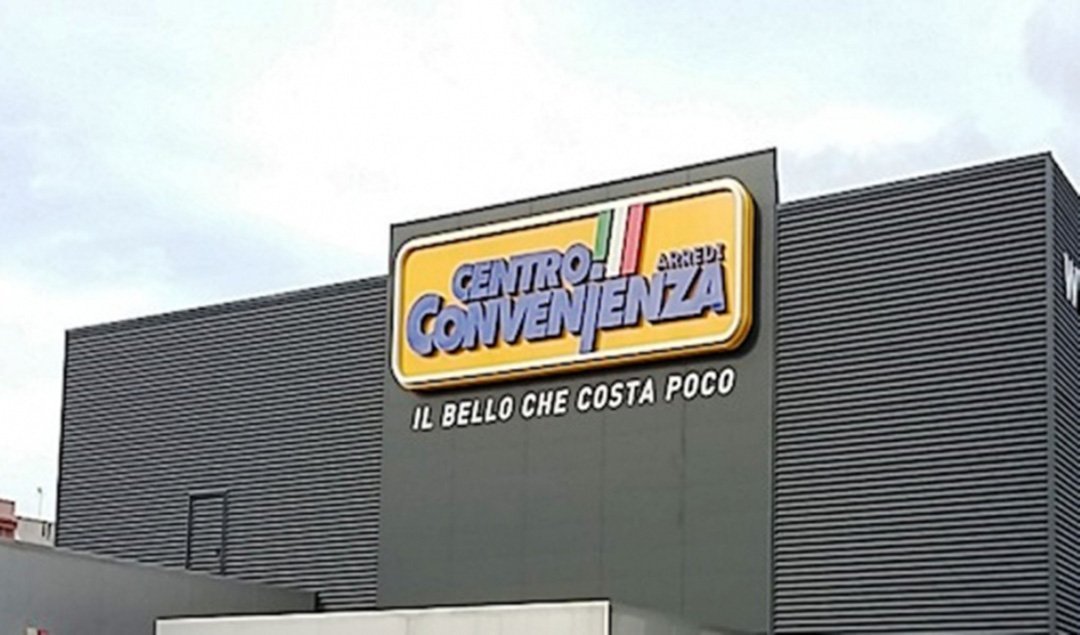 CENTRO
ARREDI
CONVENIENZA
IL BELLO CHE COSTA POCO